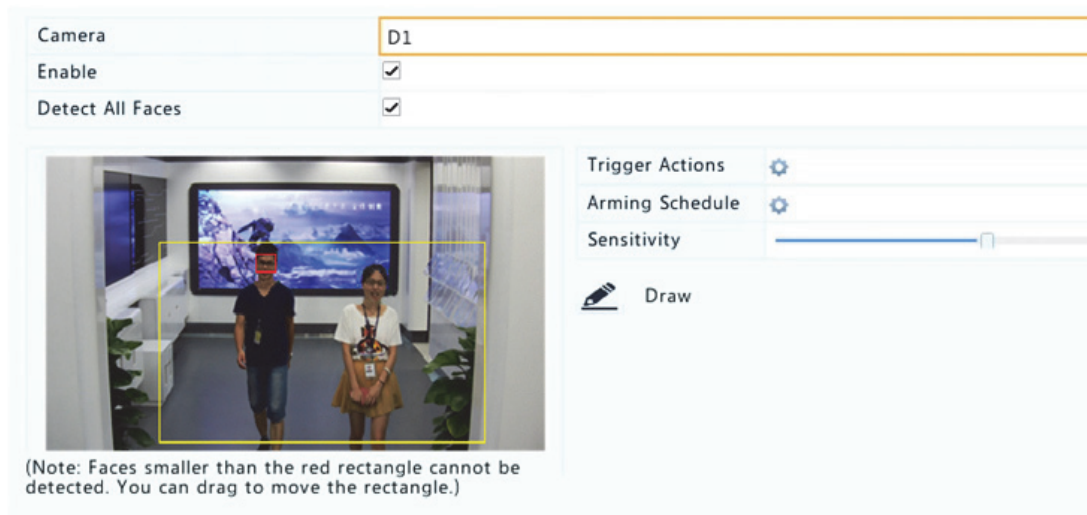 Camera
D1
Enable
Detect All Faces
Trigger Actions
Arming Schedule
Sensitivity
Draw
(Note: Faces smaller than the red rectangle cannot be
detected. You can drag to move the rectangle.)